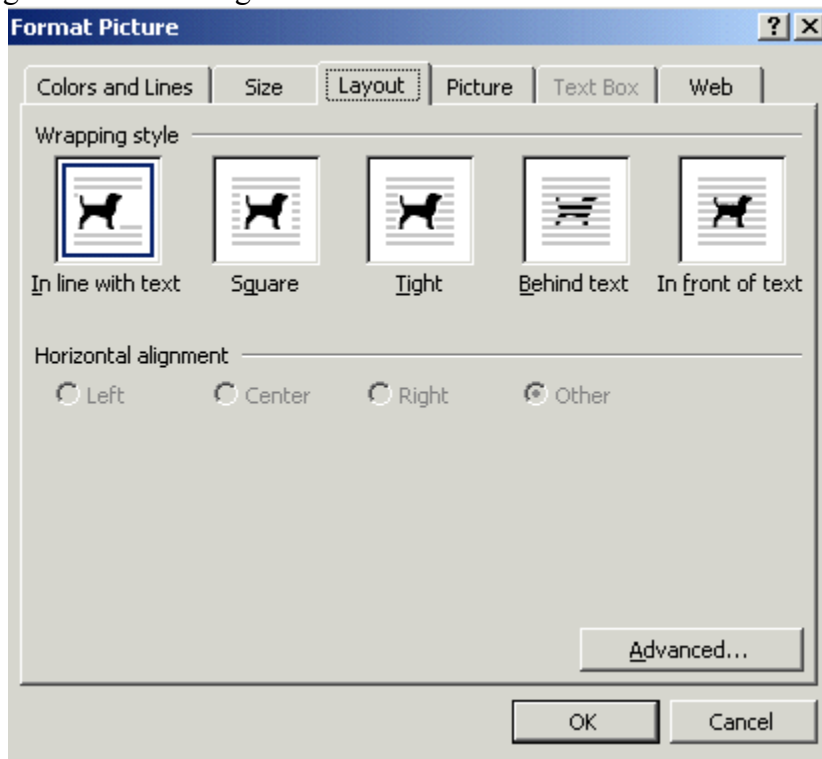 Format Picture
Colors and Lines Size Layout Picture Text Box Web
Wrapping style
In line with text Square Tight Behind text In front of text
Horizontal alignment
Left Center Right Other
Advanced...
OK Cancel